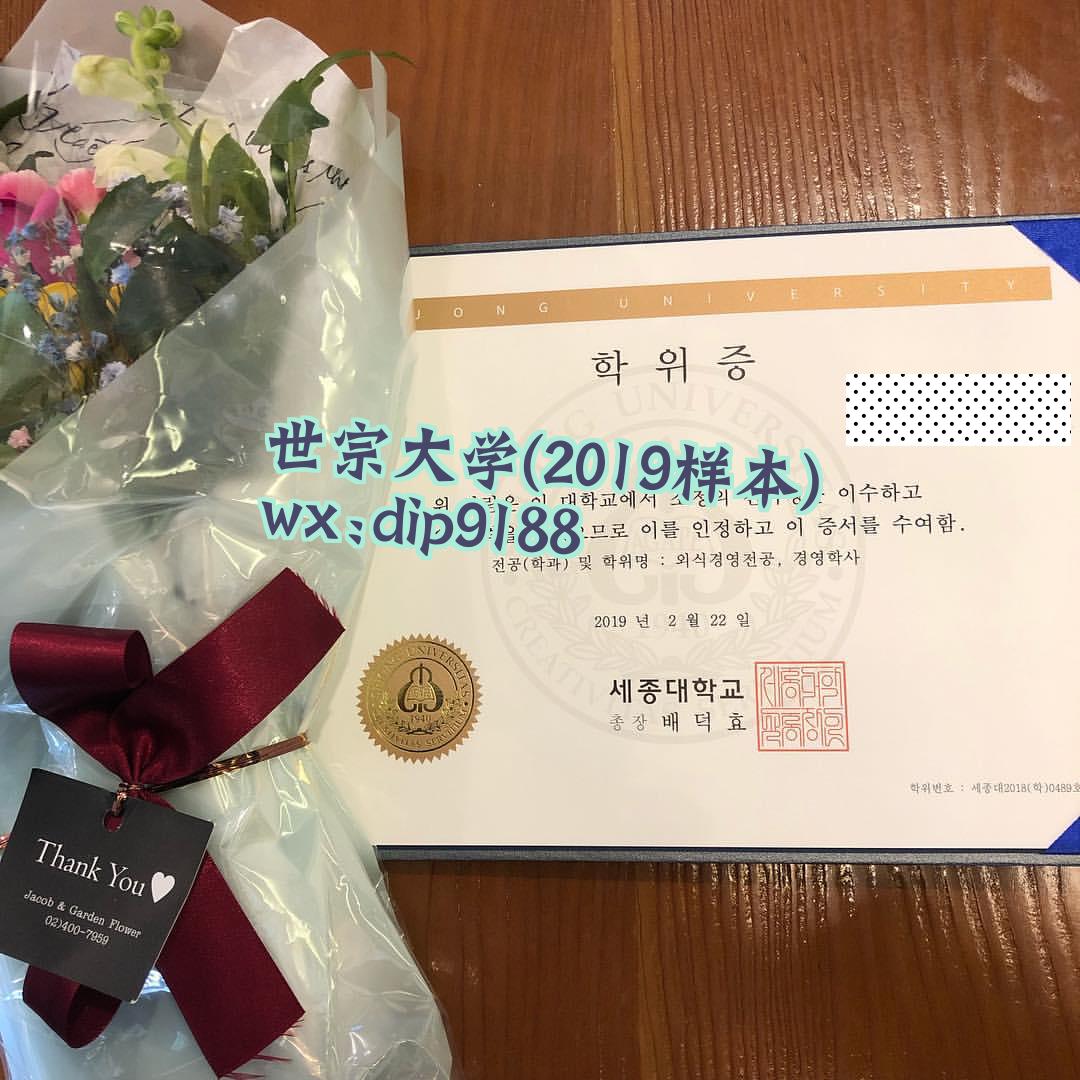 JONG UNIVERSITY
학위증
世宗大学(2019样本)
wx:dip9188
위
이 대학교에서
이수하고
이를 인정하고 이 증서를 수여함.
전공(학과) 및 학위명 : 외식경영전공, 경영학사
2019 년 2 월 22 일
세종대학교
총장 배덕효
1940
학위번호 : 세종대2018(학)0489호
Thank You
Jacob & Garden Flower
02)400-7959